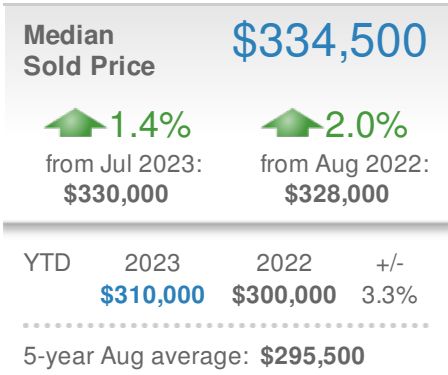 Median
Sold Price
$334,500
1.4%
from Jul 2023:
$330,000
2.0%
from Aug 2022:
$328,000
YTD 2023 2022 +/-
$310,000 $300,000 3.3%
5-year Aug average: $295,500